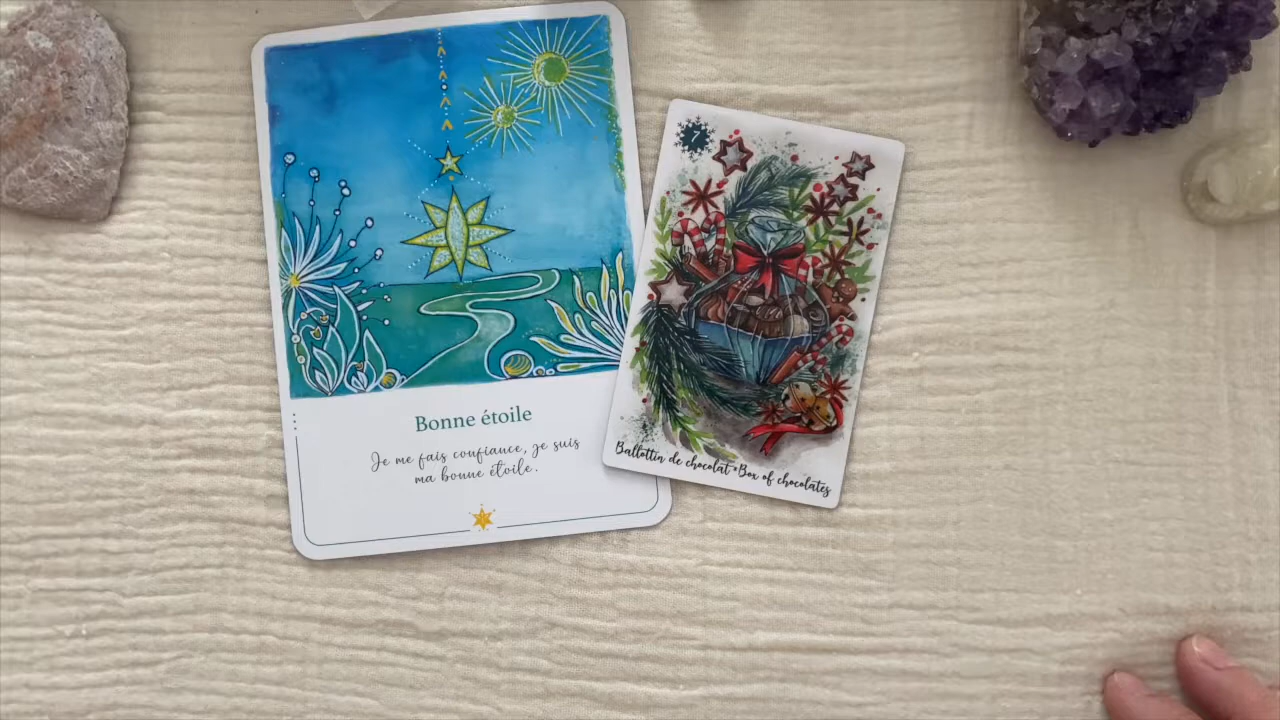 Bonne étoile
Je me fais confiance, je suis
ma bonne étoile.
7
Ballottin de chocolat • Box of chocolates